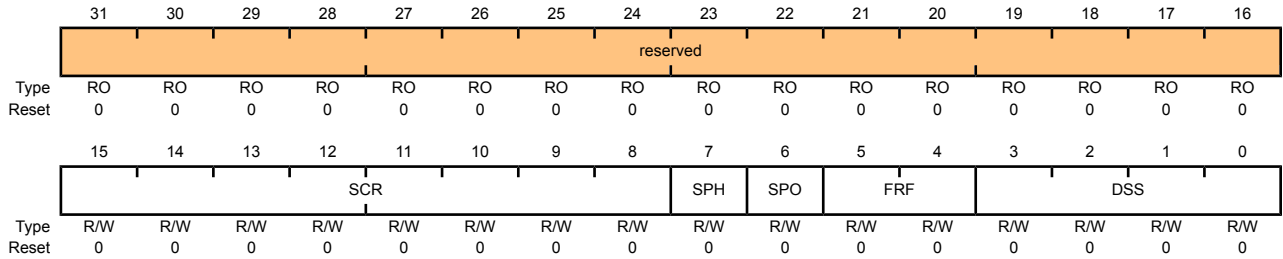 31 30 29 28 27 26 25 24 23 22 21 20 19 18 17 16
reserved
Type RO RO RO RO RO RO RO RO RO RO RO RO RO RO RO RO
Reset 0 0 0 0 0 0 0 0 0 0 0 0 0 0 0 0
15 14 13 12 11 10 9 8 7 6 5 4 3 2 1 0
SCR SPH SPO FRF DSS
Type R/W R/W R/W R/W R/W R/W R/W R/W R/W R/W R/W R/W R/W R/W R/W R/W
Reset 0 0 0 0 0 0 0 0 0 0 0 0 0 0 0 0